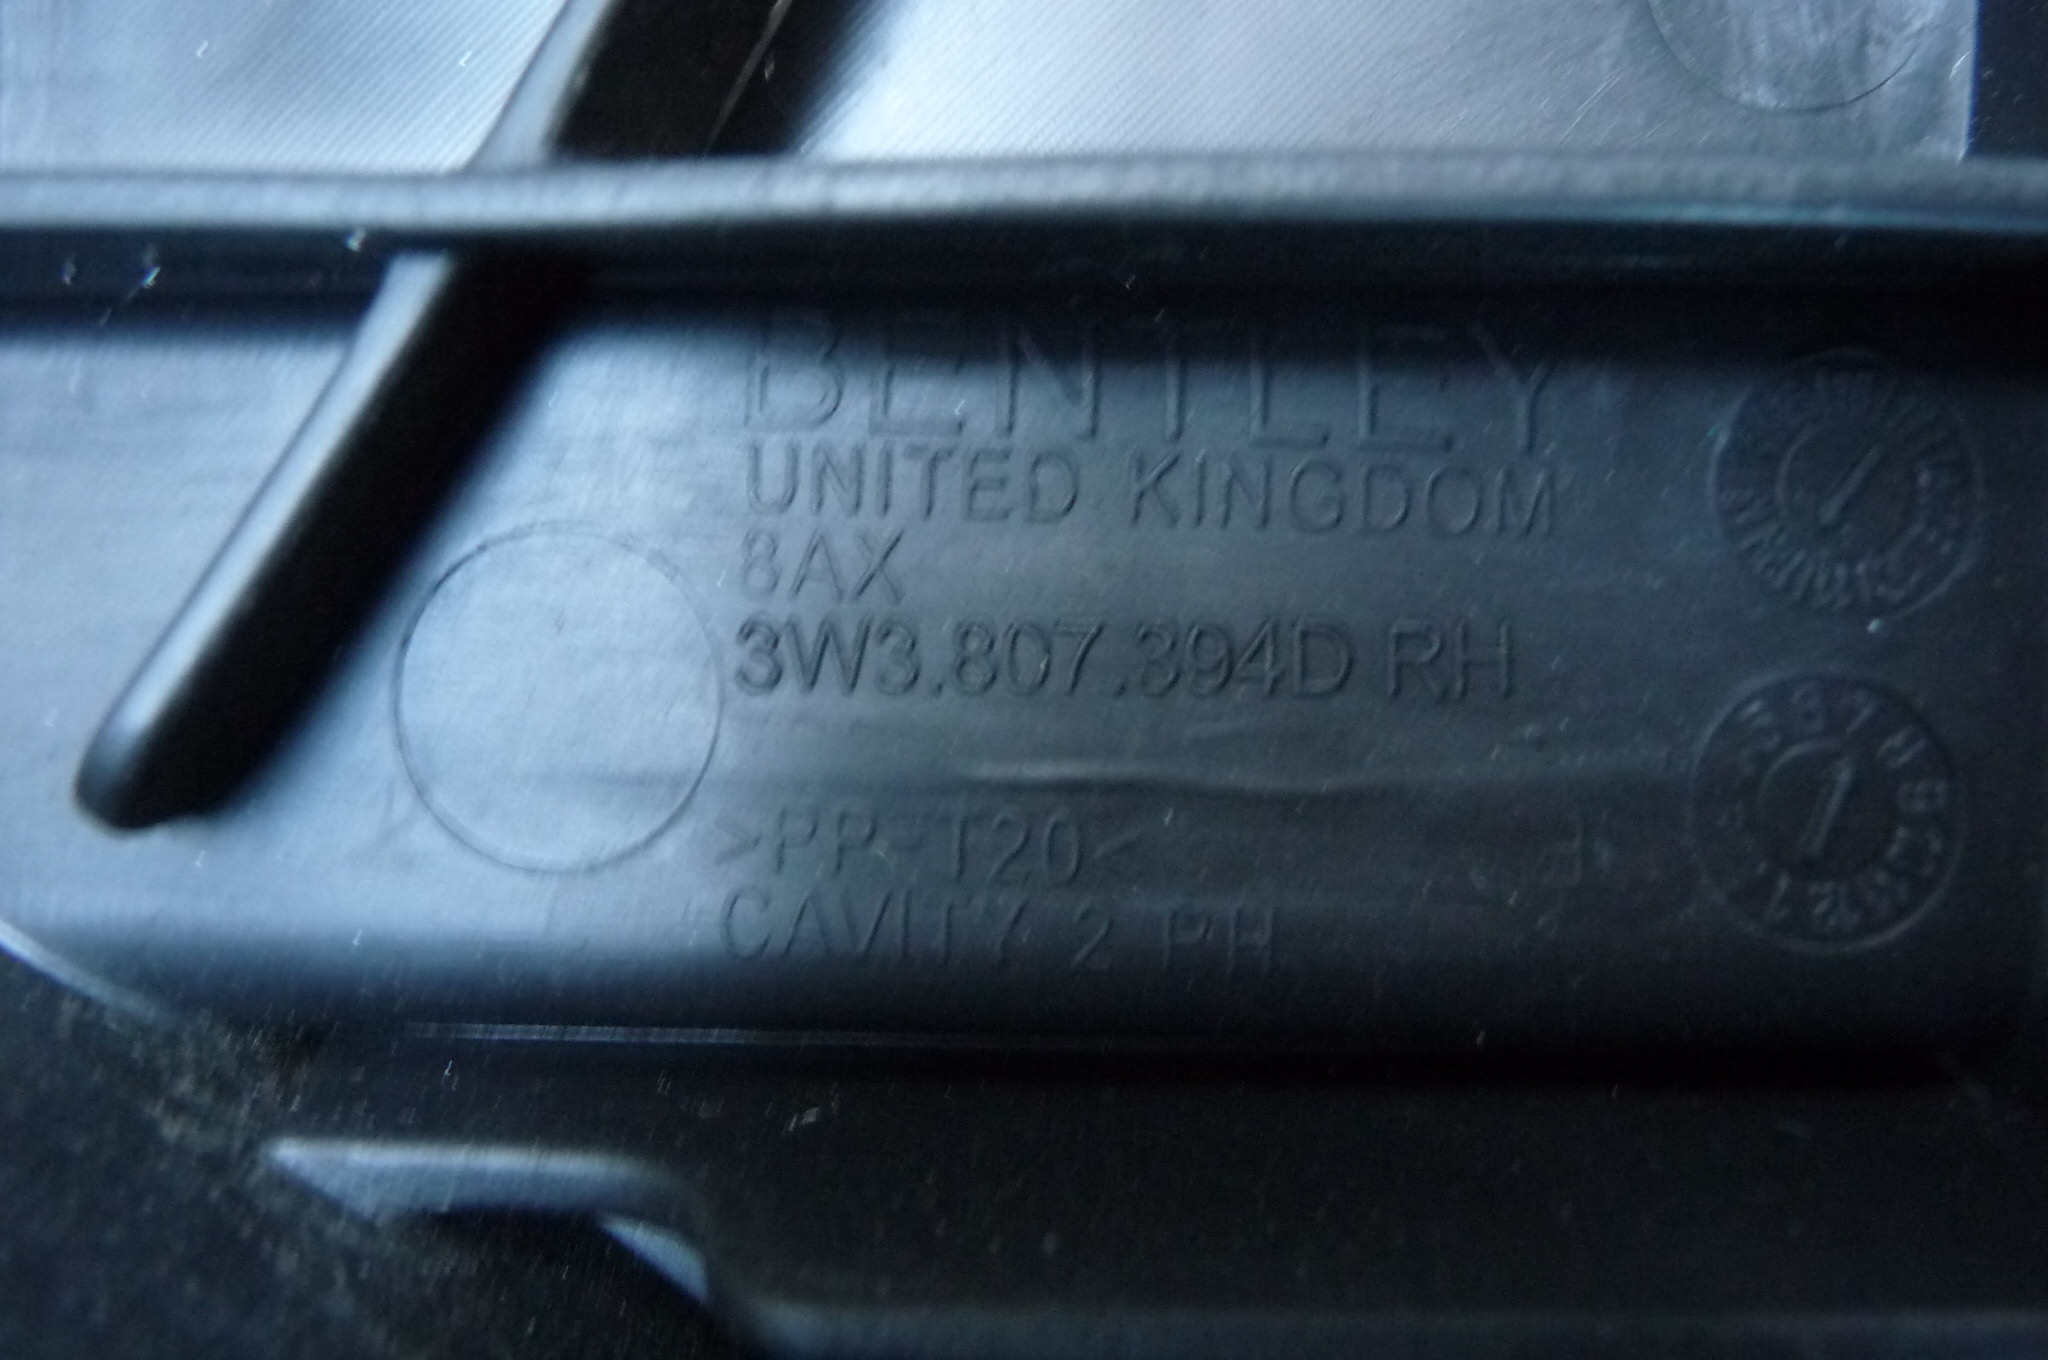 BENTLEY
UNITED KINGDOM
8AX
3W3.807.394D RH
>PP-T20<
CAVITY 2 RH